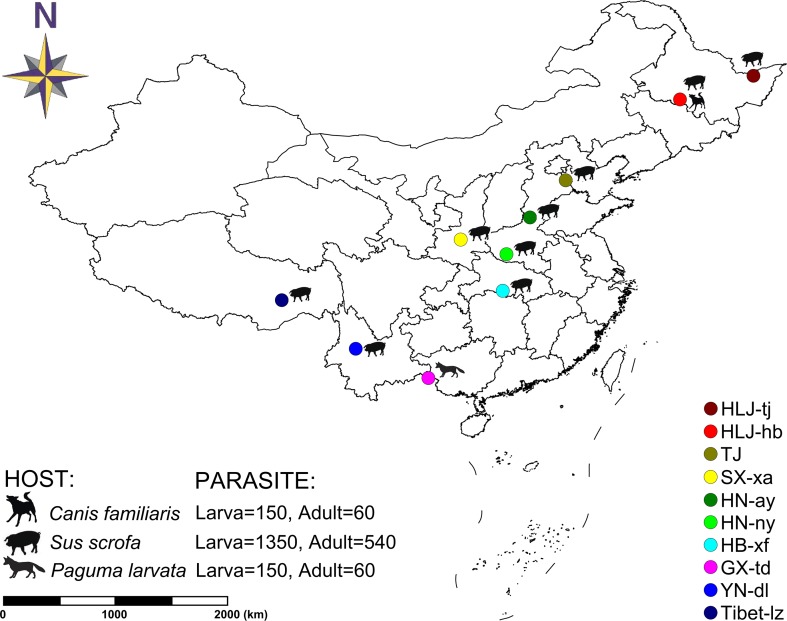 N
HLJ-tj
HLJ-hb
TJ
SX-xa
HN-ay
HN-ny
HB-xf
GX-td
YN-dl
Tibet-lz
HOST: PARASITE:
Canis familiaris Larva=150, Adult=60
Sus scrofa Larva=1350, Adult=540
Paguma larvata Larva=150, Adult=60
0 1000 2000 (km)